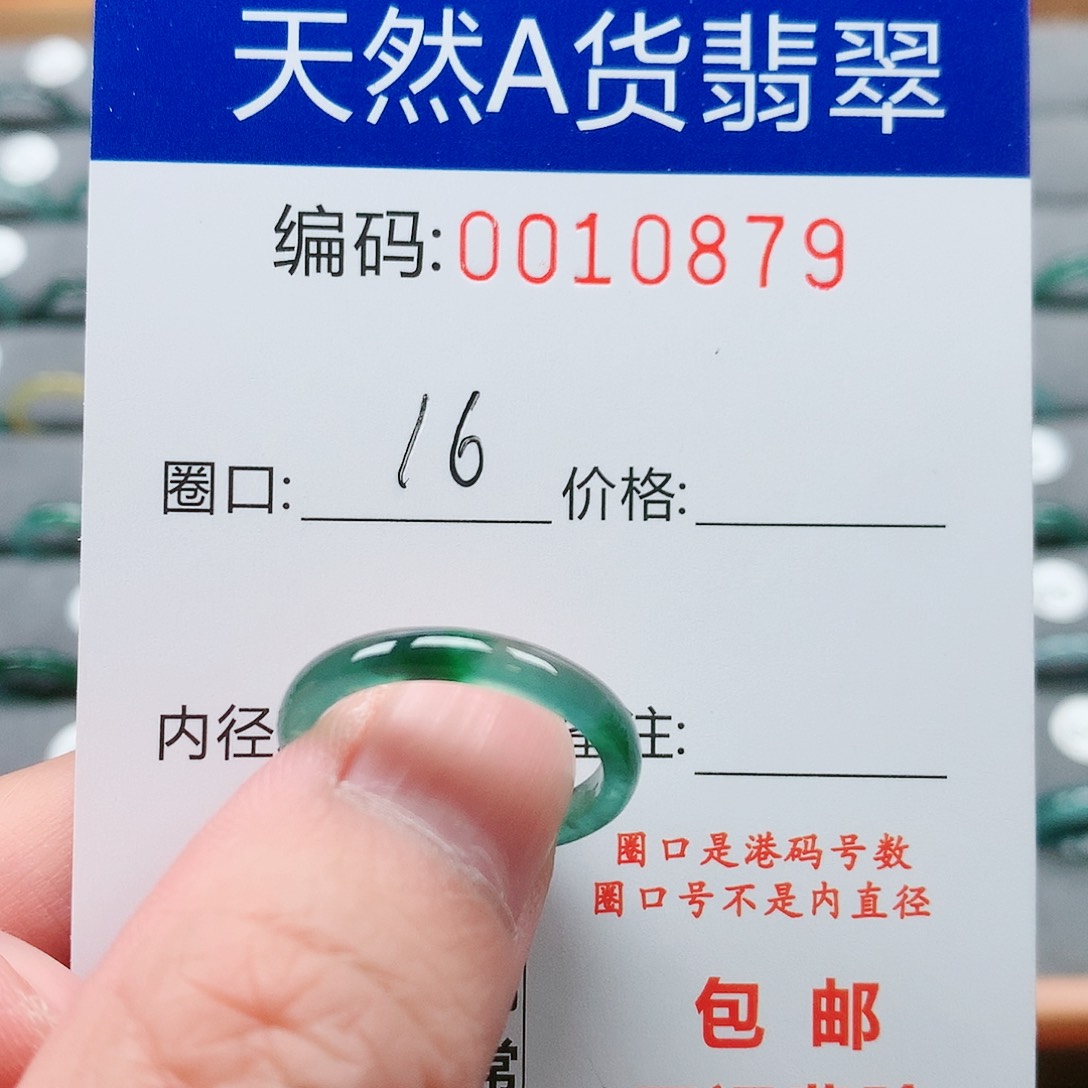 天然A货翡翠
编码:0010879
圈口: 16 价格:
内径 注:
圈口是港码号数
圈口号不是内直径
包邮
常